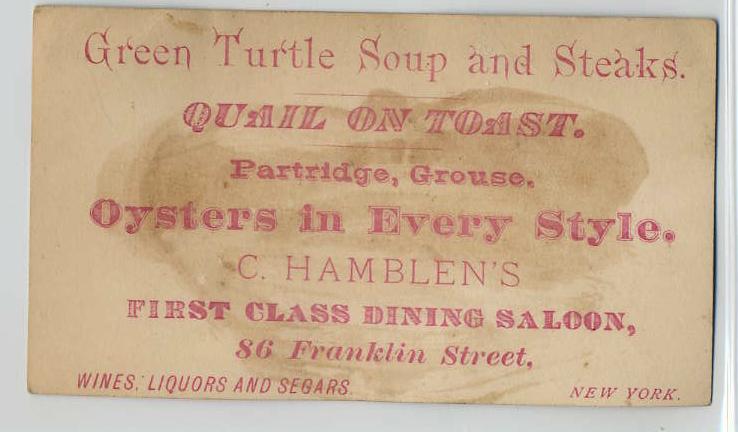 Green Turtle Soup and Steaks.
QUAIL ON TOAST.
Partridge, Grouse.
Oysters in Every Style.
C. HAMBLEN'S
FIRST CLASS DINING SALOON,
86 Franklin Street,
WINES, LIQUORS AND SEGARS.
NEW YORK.